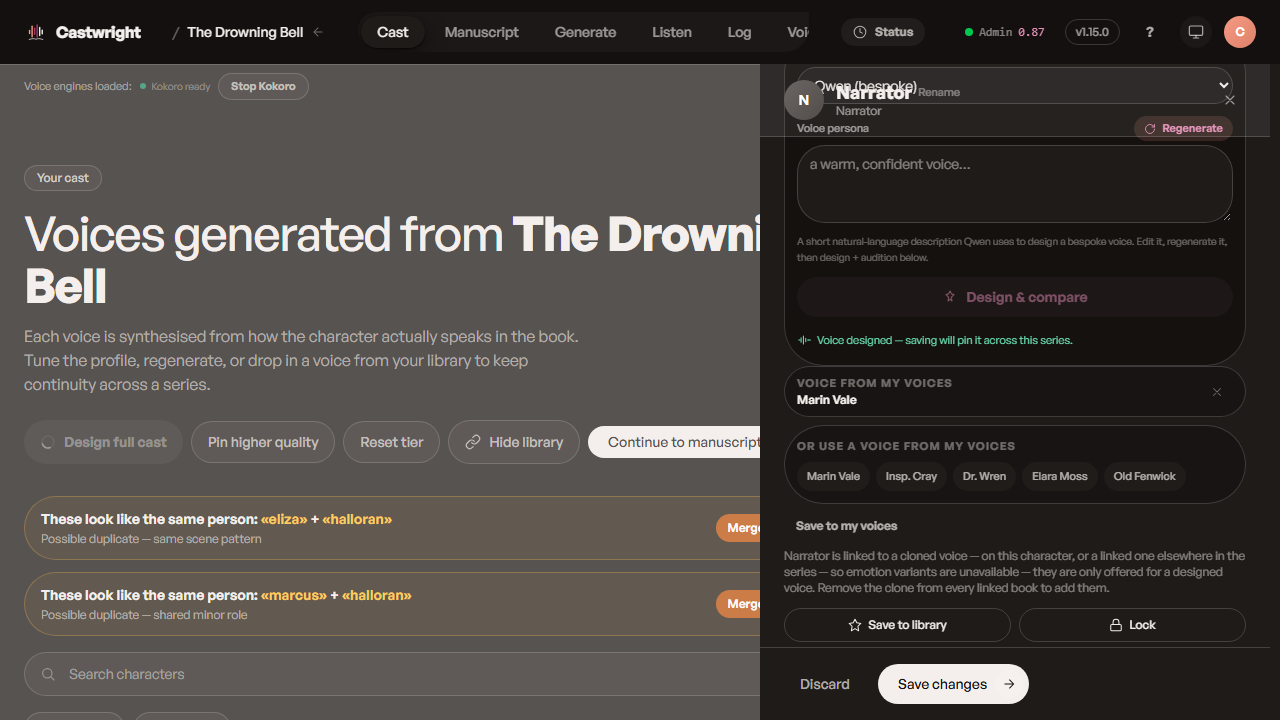 Castwright
/ The Drowning Bell ←
Cast
Manuscript
Generate
Listen
Log
Status
Admin 0.87
v1.15.0
?
C
Voice engines loaded:
Kokoro ready
Stop Kokoro
Your cast
Voices generated from The Drowni
Bell
Each voice is synthesised from how the character actually speaks in the book.
Tune the profile, regenerate, or drop in a voice from your library to keep
continuity across a series.
Design full cast
Pin higher quality
Reset tier
Hide library
Continue to manuscript
These look like the same person: «eliza» + «halloran»
Possible duplicate — same scene pattern
Merge
These look like the same person: «marcus» + «halloran»
Possible duplicate — shared minor role
Merge
Search characters
Qwen (bespoke)
N
Narrator Rename
Narrator
Voice persona
Regenerate
a warm, confident voice...
A short natural-language description Qwen uses to design a bespoke voice. Edit it, regenerate it,
then design + audition below.
Design & compare
Voice designed — saving will pin it across this series.
VOICE FROM MY VOICES
Marin Vale
OR USE A VOICE FROM MY VOICES
Marin Vale
Insp. Cray
Dr. Wren
Elara Moss
Old Fenwick
Save to my voices
Narrator is linked to a cloned voice — on this character, or a linked one elsewhere in the
series — so emotion variants are unavailable — they are only offered for a designed
voice. Remove the clone from every linked book to add them.
Save to library
Lock
Discard
Save changes →